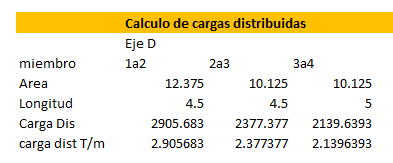 Calculo de cargas distribuidas
Eje D
miembro 1a2 2a3 3a4
Area 12.375 10.125 10.125
Longitud 4.5 4.5 5
Carga Dis 2905.683 2377.377 2139.6393
carga dist T/m 2.905683 2.377377 2.1396393